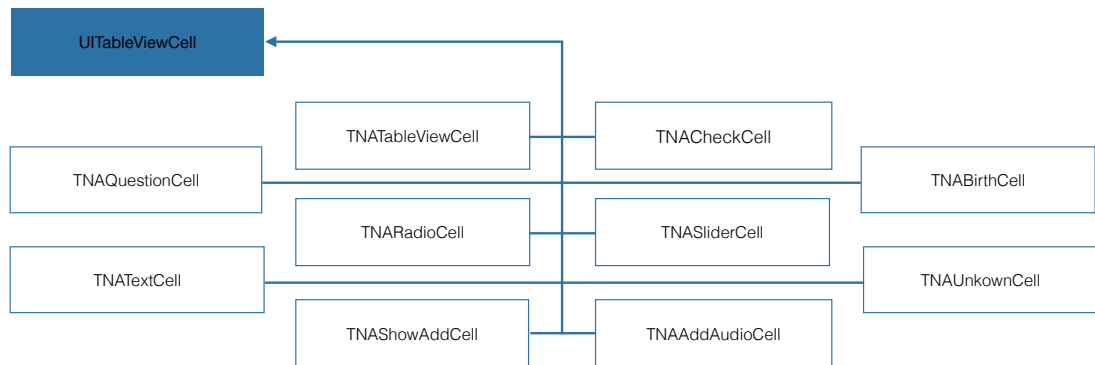 UITableViewCell
TNATableViewCell
TNACheckCell
TNAQuestionCell
TNABirthCell
TNARadioCell
TNASliderCell
TNATextCell
TNAUnkownCell
TNAShowAddCell
TNAAddAudioCell